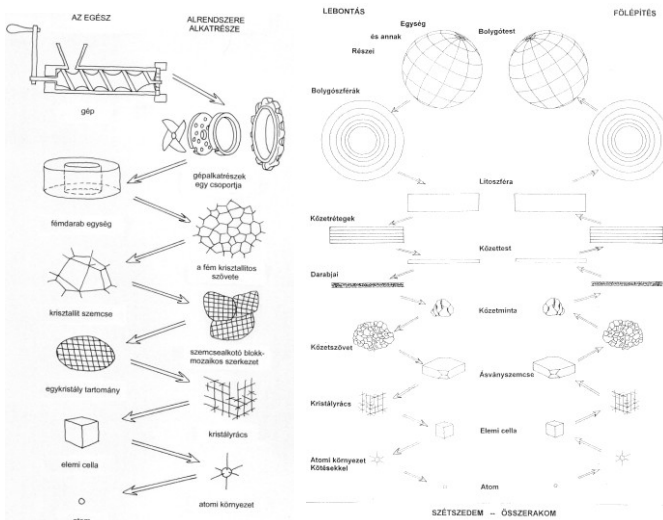 AZ EGÉSZ
ALRENDSZERE
ALKATRÉSZE
gép
gépalkatrészek
egy csoportja
fémdarab egység
a fém krisztallitos
szövete
krisztallit szemcse
szemcsealkotó blokk-
mozaikos szerkezet
egykristály tartomány
kristályrács
elemi cella
atomi környezet
atom
LEBONTÁS
FÖLÉPÍTÉS
Egység
és annak
Részei
Bolygótest
Bolygószférák
Litoszféra
Kőzetrétegek
Kőzettest
Darabjai
Kőzetminta
Kőzetszövet
Ásványszemcse
Kristályrács
Elemi cella
Atomi környezet
Kötésekkel
Atom
SZÉTSZEDEM – ÖSSZERAKOM